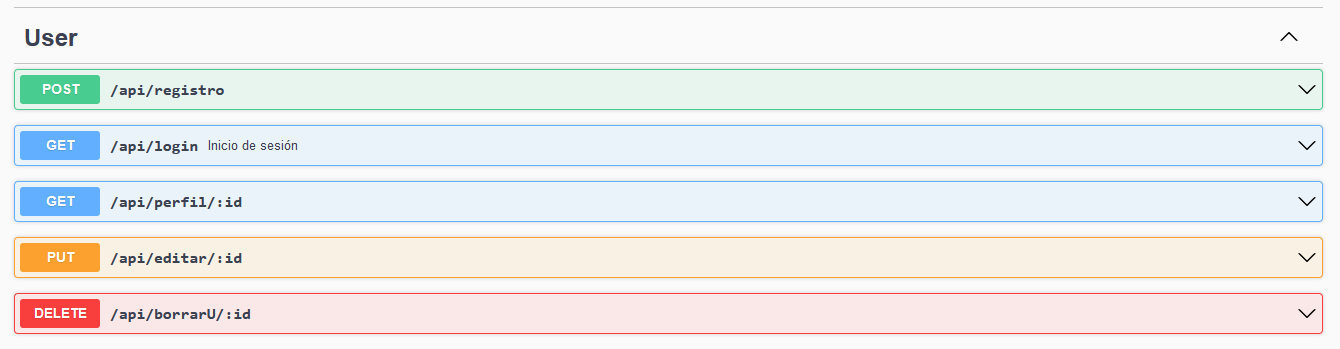 User
POST /api/registro
GET /api/login Inicio de sesión
GET /api/perfil/:id
PUT /api/editar/:id
DELETE /api/borrarU/:id